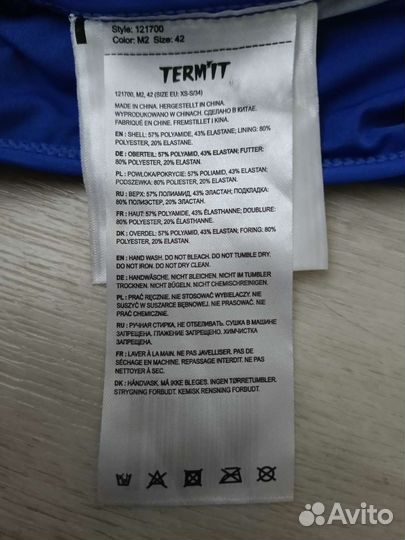 Style: 121700
Color: M2 Size: 42
TERM'IT
121700, M2, 42 (SIZE EU: XS-S/34)
MADE IN CHINA. HERGESTELLT IN CHINA.
WYPRODUKOWANO W CHINACH. СДЕЛАНО В КИТАЕ.
FABRIQUÉ EN CHINE. FREMSTILLET I KINA.
EN : SHELL: 57% POLYAMIDE, 43% ELASTANE; LINING: 80%
POLYESTER, 20% ELASTANE.
DE : OBERTEIL: 57% POLYAMID, 43% ELASTAN; FUTTER:
80% POLYESTER, 20% ELASTAN.
PL : POWŁOKA/POKRYCIE: 57% POLIAMID, 43% ELASTAN;
PODSZEWKA: 80% POLIESTER, 20% ELASTAN.
RU : ВЕРХ: 57% ПОЛИАМИД, 43% ЭЛАСТАН; ПОДКЛАДКА:
80% ПОЛИЭСТЕР, 20% ЭЛАСТАН.
FR : HAUT: 57% POLYAMIDE, 43% ÉLASTHANNE; DOUBLURE:
80% POLYESTER, 20% ÉLASTHANNE.
DK : OVERDEL: 57% POLYAMID, 43% ELASTAN; FORING: 80%
POLYESTER, 20% ELASTAN.
EN : HAND WASH. DO NOT BLEACH. DO NOT TUMBLE DRY.
DO NOT IRON. DO NOT DRY CLEAN.
DE : HANDWÄSCHE. NICHT BLEICHEN. NICHT IM TUMBLER
TROCKNEN. NICHT BÜGELN. NICHT CHEMISCHREINIGEN.
PL : PRAĆ RĘCZNIE. NIE STOSOWAĆ WYBIELACZY. NIE
SUSZYĆ W SUSZARCE BĘBNOWEJ. NIE PRASOWAĆ. NIE
PRAĆ CHEMICZNIE.
RU : РУЧНАЯ СТИРКА. НЕ ОТБЕЛИВАТЬ. СУШКА В МАШИНЕ
ЗАПРЕЩЕНА. ГЛАЖЕНИЕ ЗАПРЕЩЕНО. ХИМЧИСТКА
ЗАПРЕЩЕНА.
FR : LAVER À LA MAIN. NE PAS JAVELLISER. PAS DE
SÉCHAGE EN MACHINE. REPASSAGE INTERDIT. NE PAS
NETTOYER À SEC.
DK : HÅNDVASK. MÅ IKKE BLEGES. INGEN TØRRETUMBLER.
STRYGNING FORBUDT. KEMISK RENSNING FORBUDT.
Avito